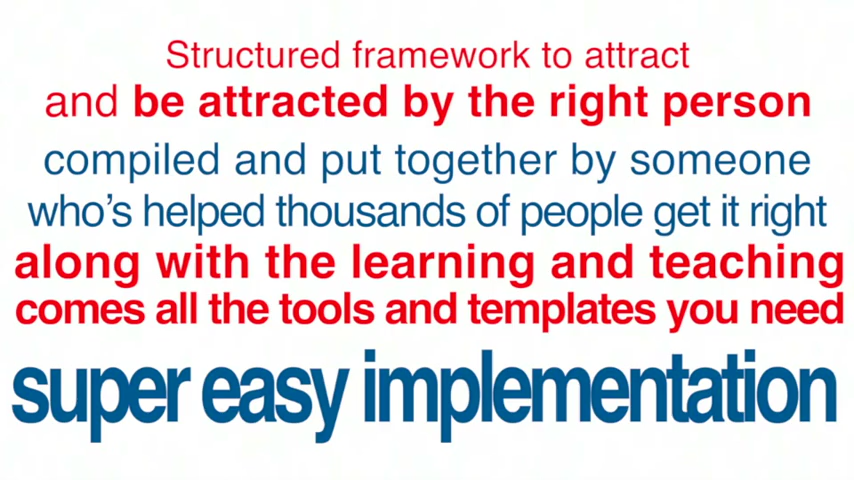 Structured framework to attract
and be attracted by the right person
compiled and put together by someone
who's helped thousands of people get it right
along with the learning and teaching
comes all the tools and templates you need
super easy implementation